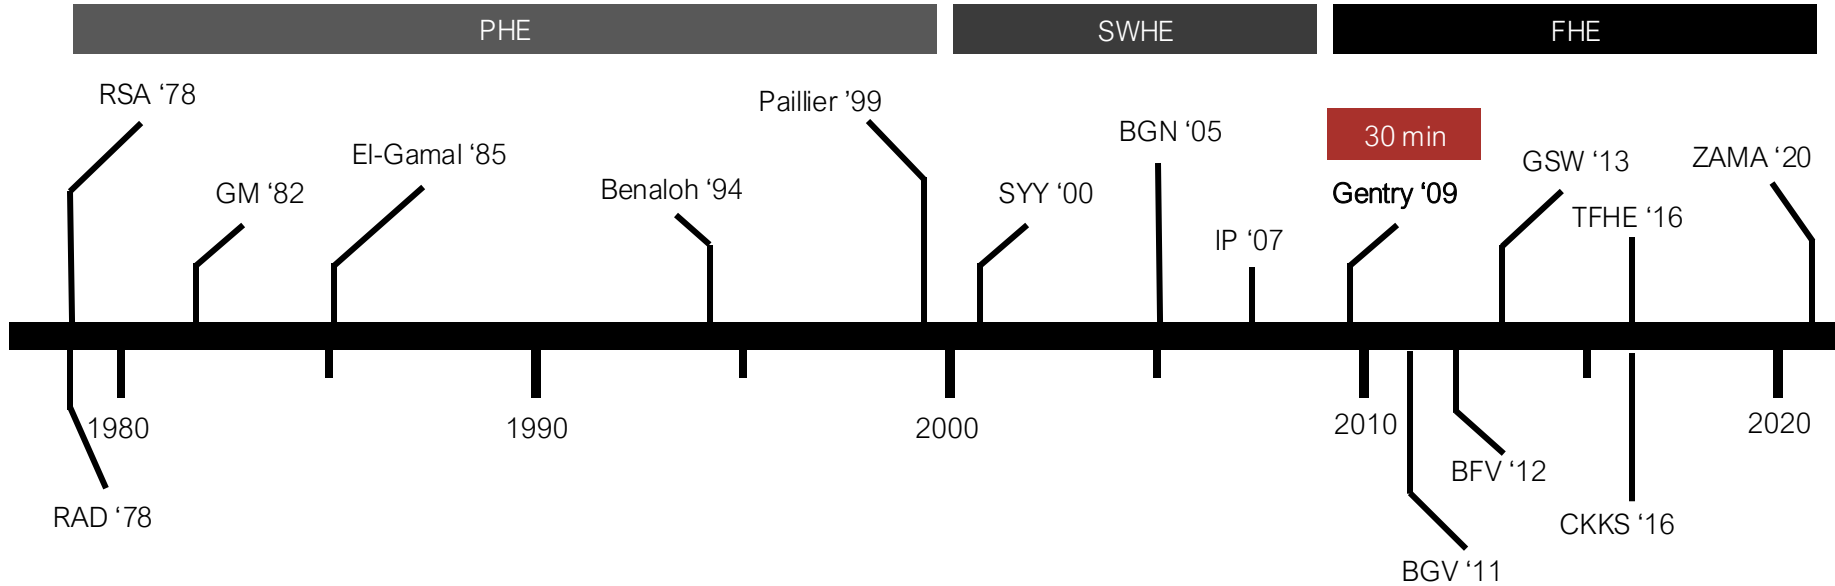 PHE
SWHE
FHE
RSA ‘78
Paillier ’99
BGN ‘05
30 min
El-Gamal ‘85
GSW ‘13
ZAMA ‘20
GM ‘82
Benaloh ‘94
SYY ‘00
Gentry ‘09
TFHE ‘16
IP ‘07
1980
1990
2000
2010
2020
BFV ‘12
RAD ‘78
CKKS ‘16
BGV ‘11